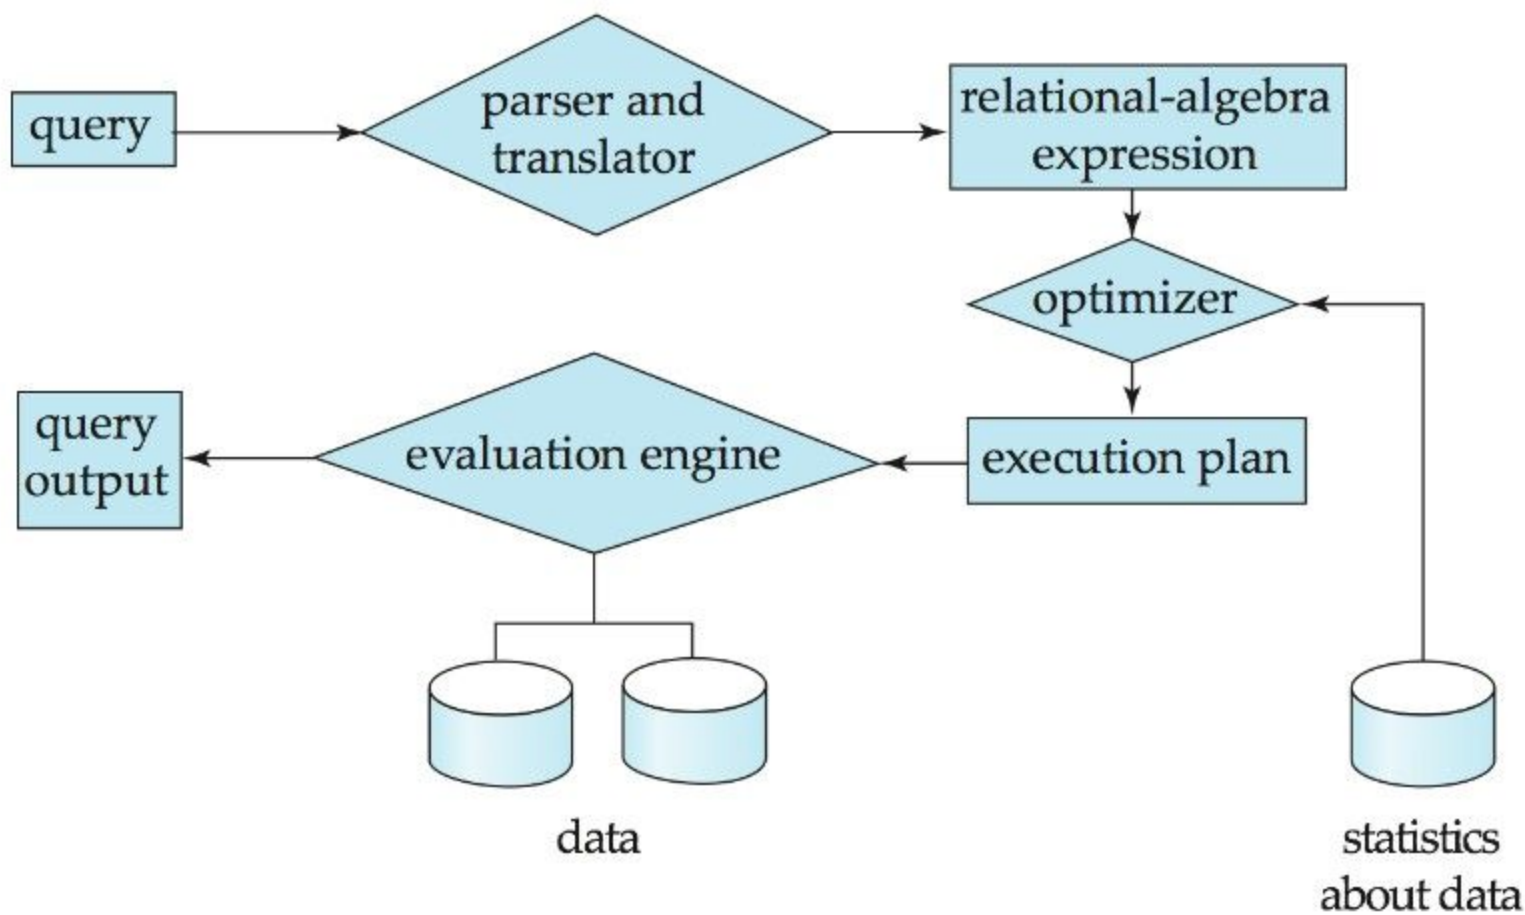 query
parser and
translator
relational-algebra
expression
optimizer
query
output
evaluation engine
execution plan
data
statistics
about data